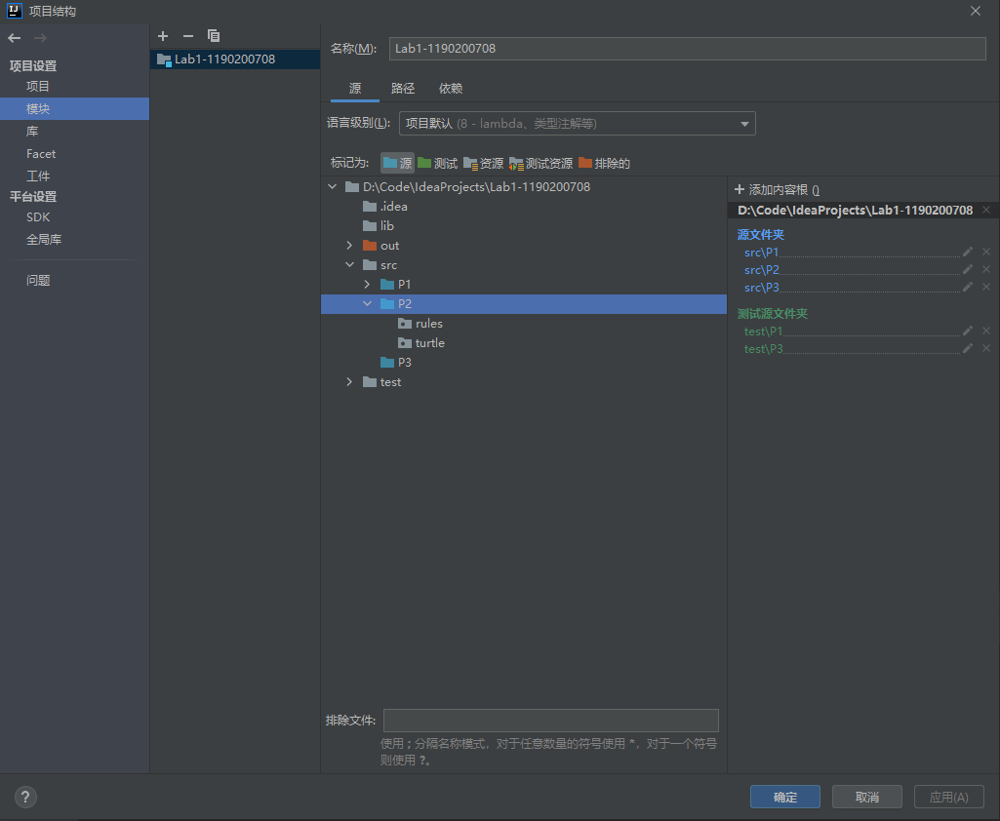 项目结构
项目设置
项目
模块
库
Facet
工件
平台设置
SDK
全局库
问题
Lab1-1190200708
名称(M): Lab1-1190200708
源 路径 依赖
语言级别(L): 项目默认 (8 - lambda、类型注解等)
标记为: 源 测试 资源 测试资源 排除的
D:\Code\IdeaProjects\Lab1-1190200708
.idea
lib
out
src
P1
P2
rules
turtle
P3
test
+ 添加内容根 ()
D:\Code\IdeaProjects\Lab1-1190200708
源文件夹
src\P1
src\P2
src\P3
测试源文件夹
test\P1
test\P3
排除文件:
使用 ; 分隔名称模式，对于任意数量的符号使用 *，对于一个符号
则使用 ?。
? 确定 取消 应用(A)